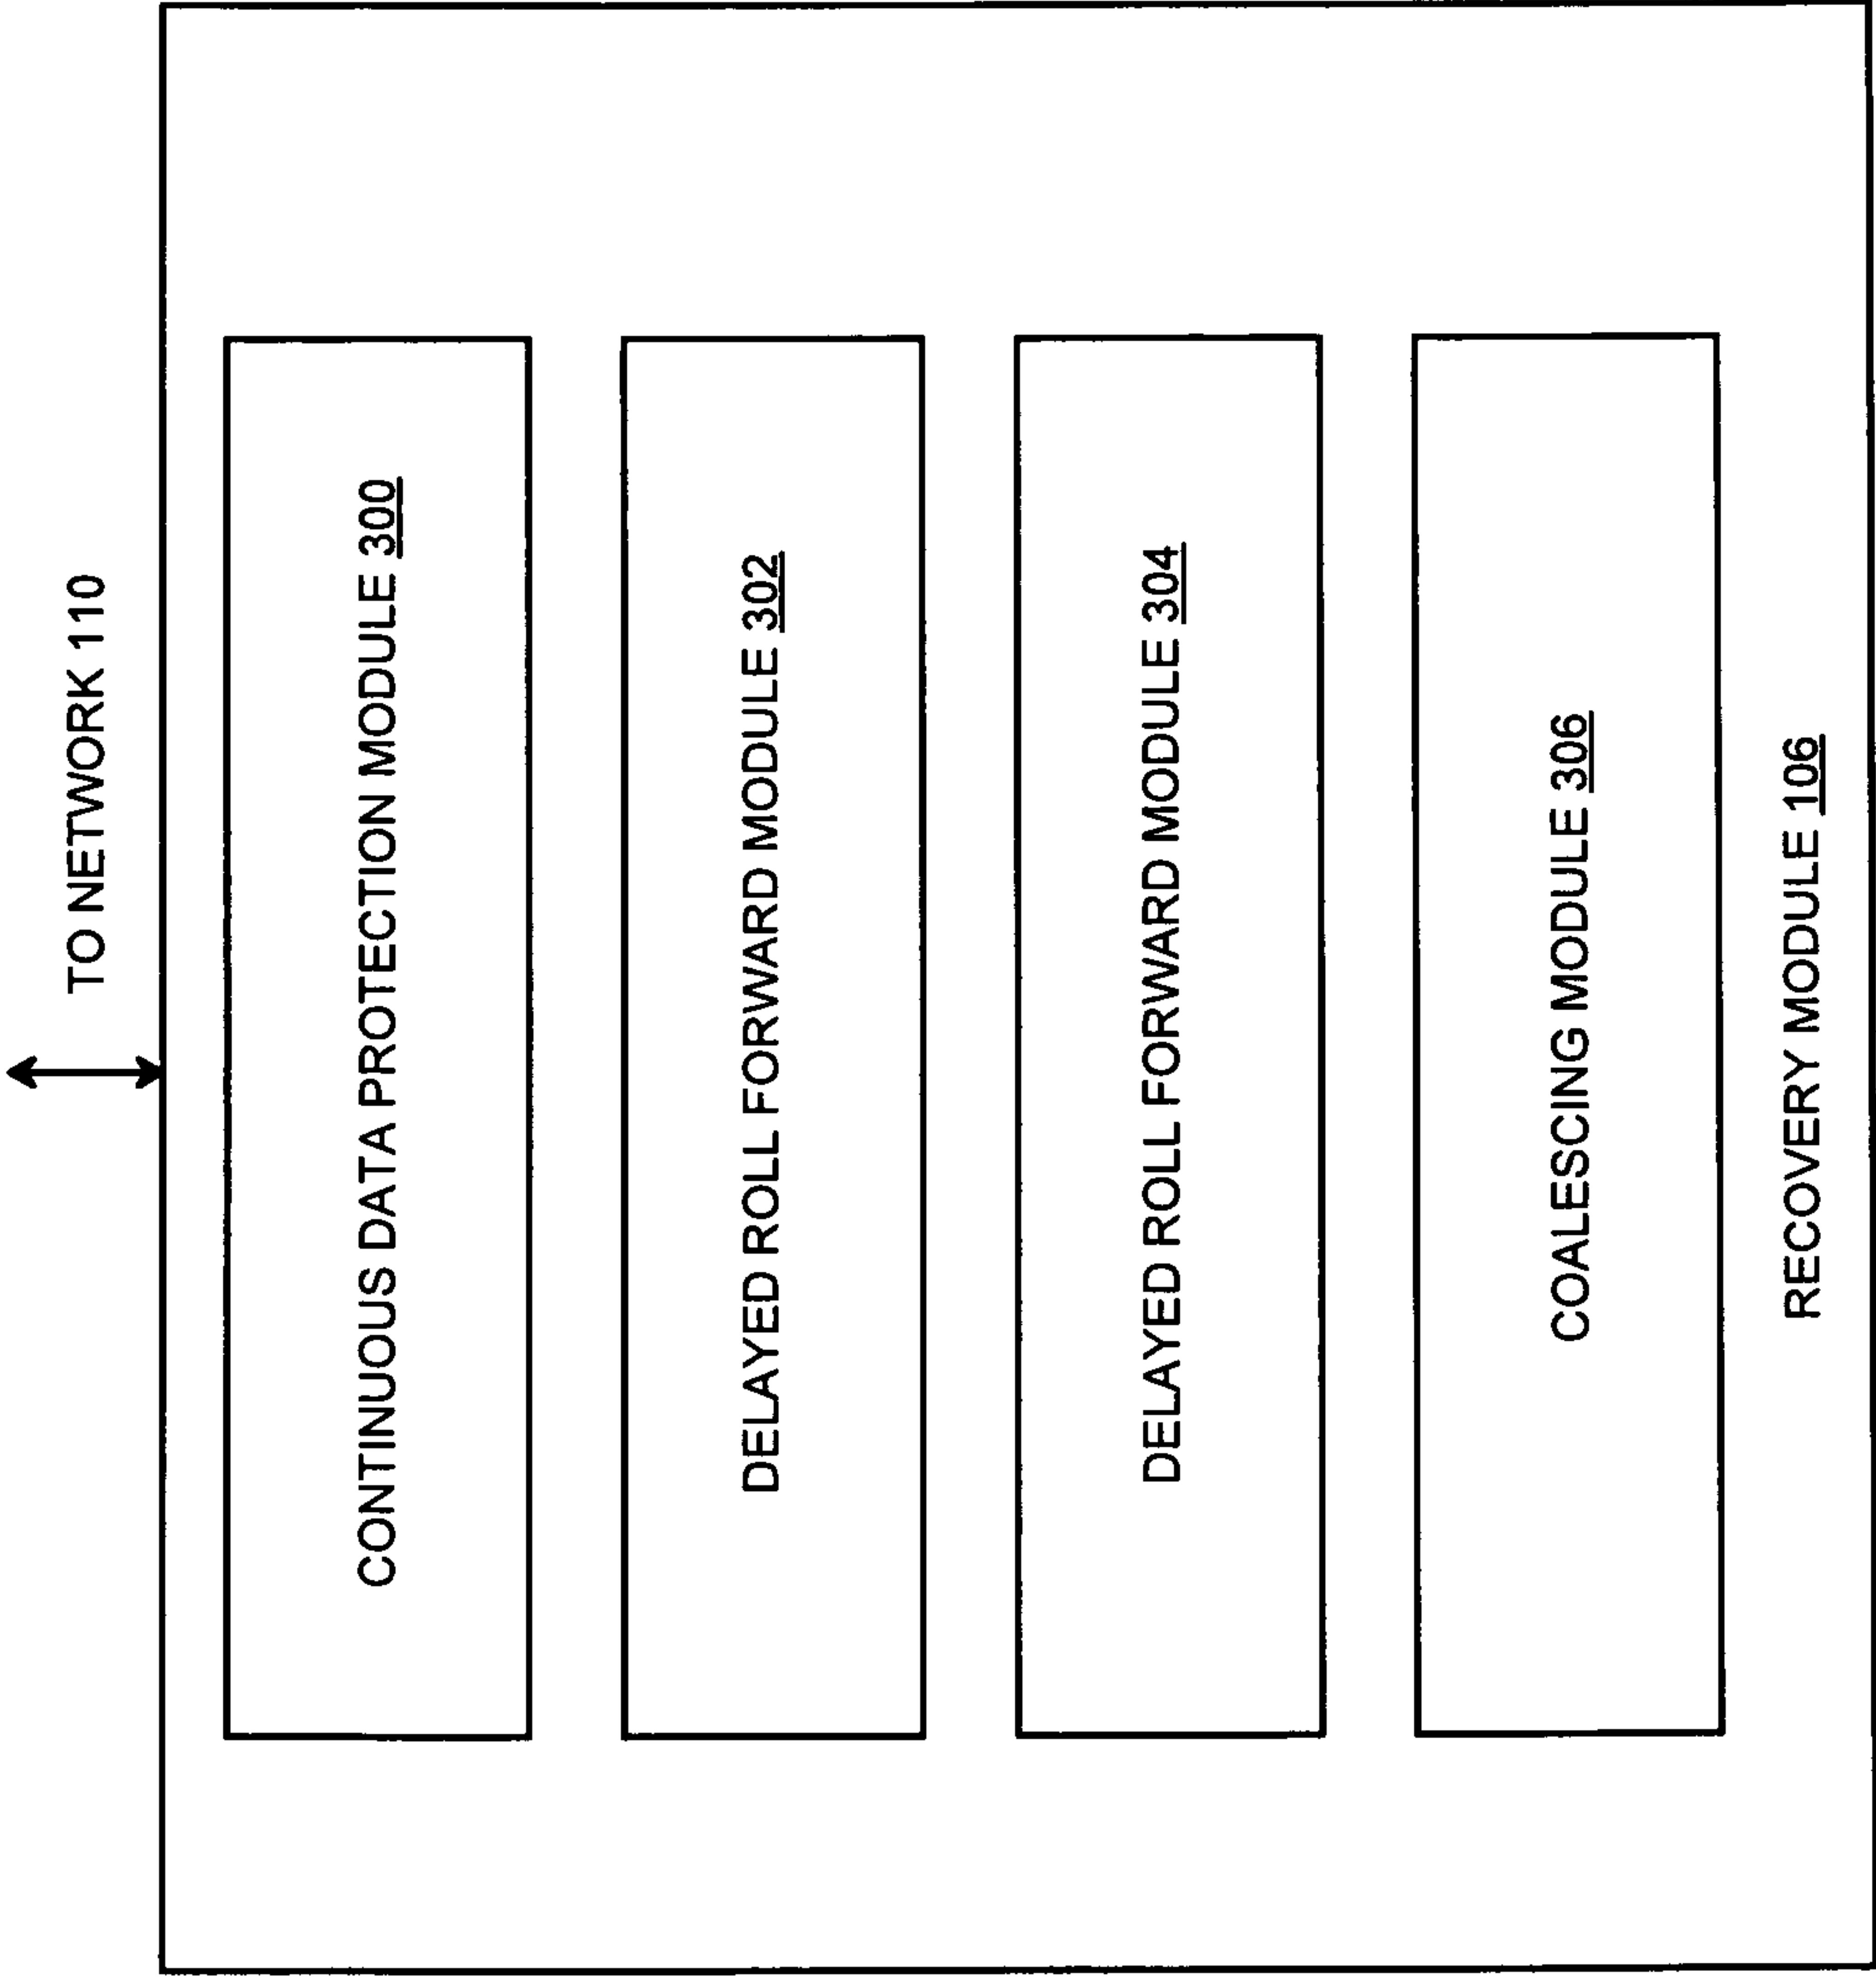 TO NETWORK 110
CONTINUOUS DATA PROTECTION MODULE 300
DELAYED ROLL FORWARD MODULE 302
DELAYED ROLL FORWARD MODULE 304
COALESCING MODULE 306
RECOVERY MODULE 106